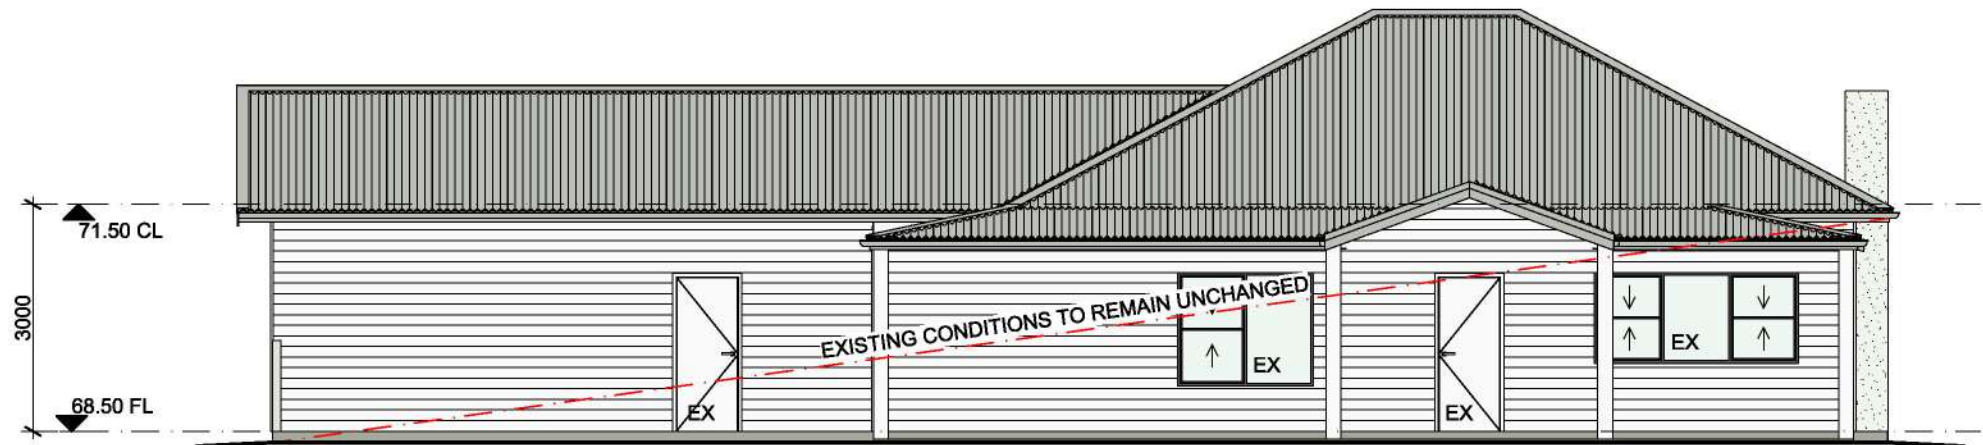 71.50 CL
3000
68.50 FL
EXISTING CONDITIONS TO REMAIN UNCHANGED
EX
EX
EX
EX